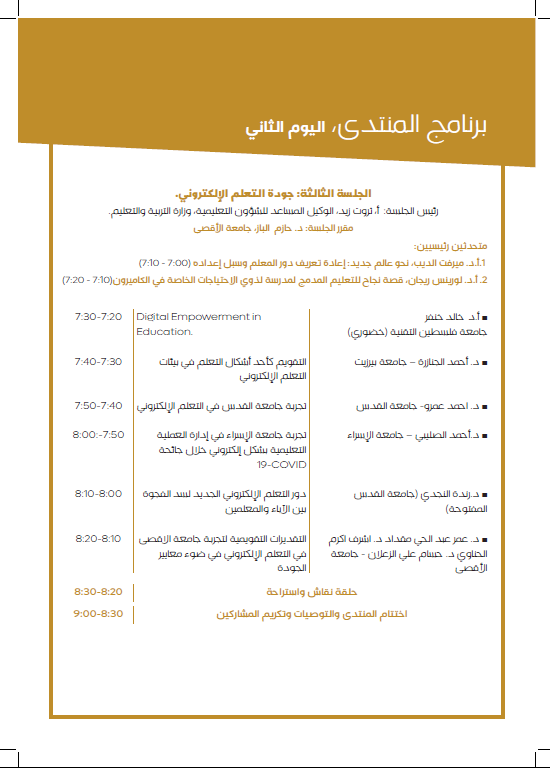 برنامج المنتدى، اليوم الثاني
الجلسة الثالثة: جودة التعلم الإلكتروني.
رئيس الجلسة: أ. ثروت زيد، الوكيل المساعد للشؤون التعليمية، وزارة التربية والتعليم.
مقرر الجلسة: د. حازم الباز، جامعة الأقصى
متحدثين رئيسيين:
1.أ.د. ميرفت الديب، نحو عالم جديد: إعادة تعريف دور المعلم وسبل إعداده (7:00 - 7:10)
2. أ.د. لورينس ريجان، قصة نجاح للتعليم المدمج لمدرسة لذوي الاحتياجات الخاصة في الكاميرون(7:10 - 7:20)
■ أ.د. خالد خنفر
جامعة فلسطين التقنية (حضوري)
Digital Empowerment in
Education.
7:30-7:20
■ د. أحمد الجنازرة – جامعة بيرزيت
التقويم كأحد أشكال التعلم في بيئات
التعلم الإلكتروني
7:40-7:30
■ د. احمد عمرو- جامعة القدس
تجربة جامعة القدس في التعلم الإلكتروني
7:50-7:40
■ د.أحمد الصليبي – جامعة الإسراء
تجربة جامعة الإسراء في إدارة العملية
التعليمية بشكل إلكتروني خلال جائحة
19-COVID
8:00:-7:50
■ د.رندة النجدي (جامعة القدس
المفتوحة)
دور التعلم الإلكتروني الجديد لسد الفجوة
بين الآباء والمعلمين
8:10-8:00
■ د. عمر عبد الحي مقداد د. اشرف اكرم
الحناوي د. حسام علي الزعلان - جامعة
الأقصى
التقديرات التقويمية لتجربة جامعة الاقصى
في التعلم الإلكتروني في ضوء معايير
الجودة
8:20-8:10
حلقة نقاش واستراحة
8:30-8:20
اختتام المنتدى والتوصيات وتكريم المشاركين
9:00-8:30